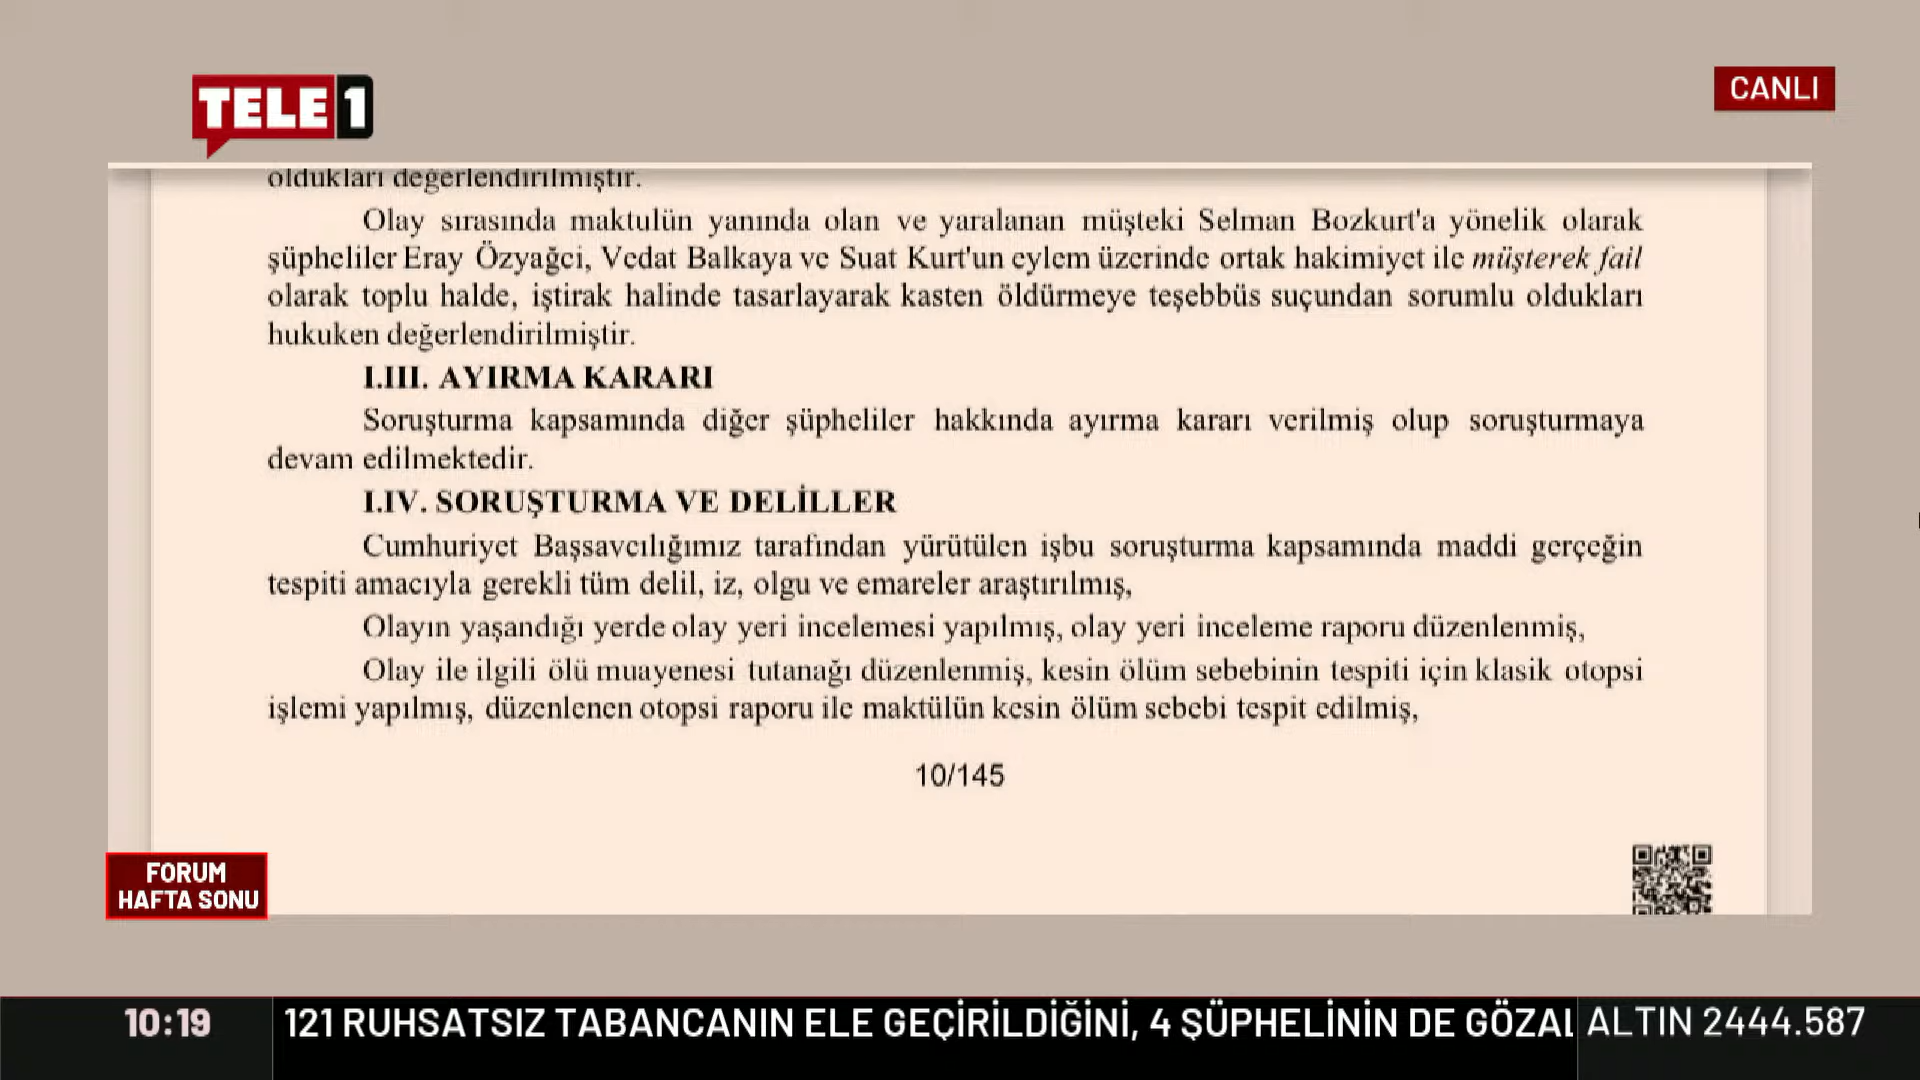 TELE1
CANLI
oldukları değerlendirilmiştir.
Olay sırasında maktulün yanında olan ve yaralanan müşteki Selman Bozkurt'a yönelik olarak
şüpheliler Eray Özyağci, Vedat Balkaya ve Suat Kurt'un eylem üzerinde ortak hakimiyet ile müşterek fail
olarak toplu halde, iştirak halinde tasarlayarak kasten öldürmeye teşebbüs suçundan sorumlu oldukları
hukuken değerlendirilmiştir.
I.III. AYIRMA KARARI
Soruşturma kapsamında diğer şüpheliler hakkında ayırma kararı verilmiş olup soruşturmaya
devam edilmektedir.
I.IV. SORUŞTURMA VE DELİLLER
Cumhuriyet Başsavcılığımız tarafından yürütülen işbu soruşturma kapsamında maddi gerçeğin
tespiti amacıyla gerekli tüm delil, iz, olgu ve emareler araştırılmış,
Olayın yaşandığı yerde olay yeri incelemesi yapılmış, olay yeri inceleme raporu düzenlenmiş,
Olay ile ilgili ölü muayenesi tutanağı düzenlenmiş, kesin ölüm sebebinin tespiti için klasik otopsi
işlemi yapılmış, düzenlenen otopsi raporu ile maktülün kesin ölüm sebebi tespit edilmiş,
10/145
FORUM
HAFTA SONU
10:19
121 RUHSATSIZ TABANCANIN ELE GEÇİRİLDİĞİNİ, 4 ŞÜPHELİNİN DE GÖZAL
ALTIN 2444.587